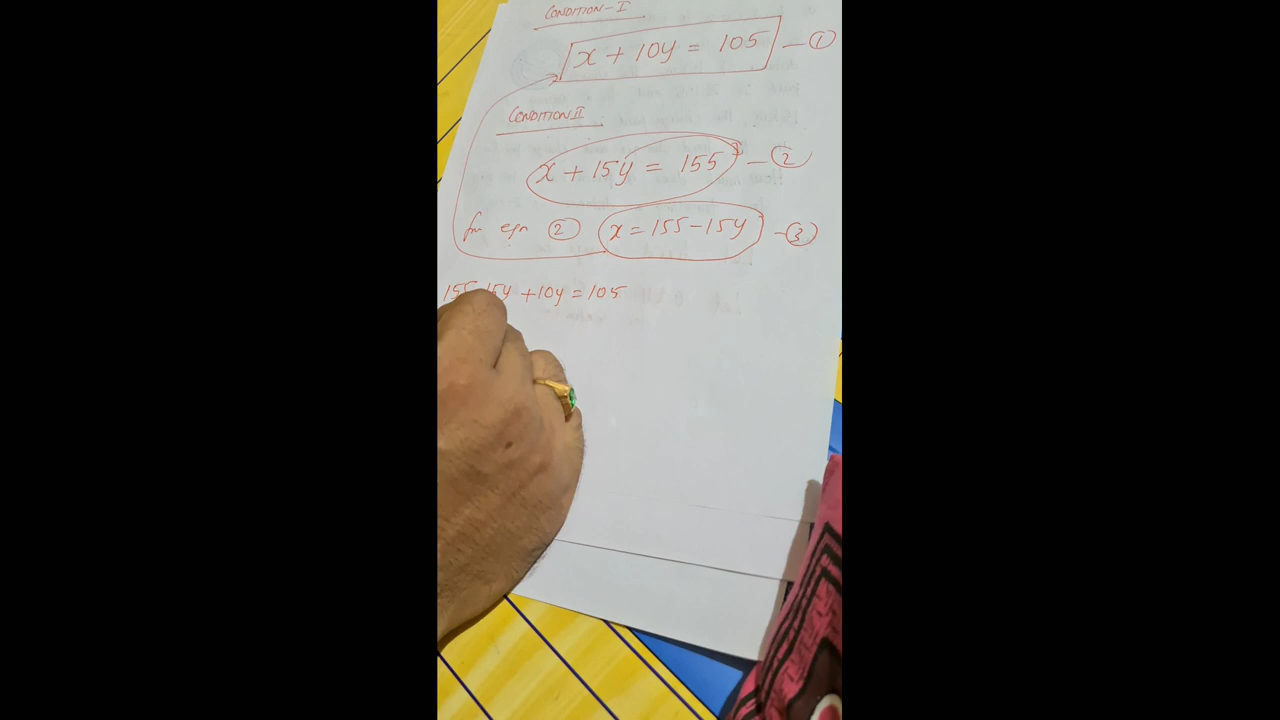 CONDITION-I
x + 10y = 105 — ①
CONDITION II
x + 15y = 155 — ②
from eqn ② x = 155 - 15y — ③
155 - 15y + 10y = 105